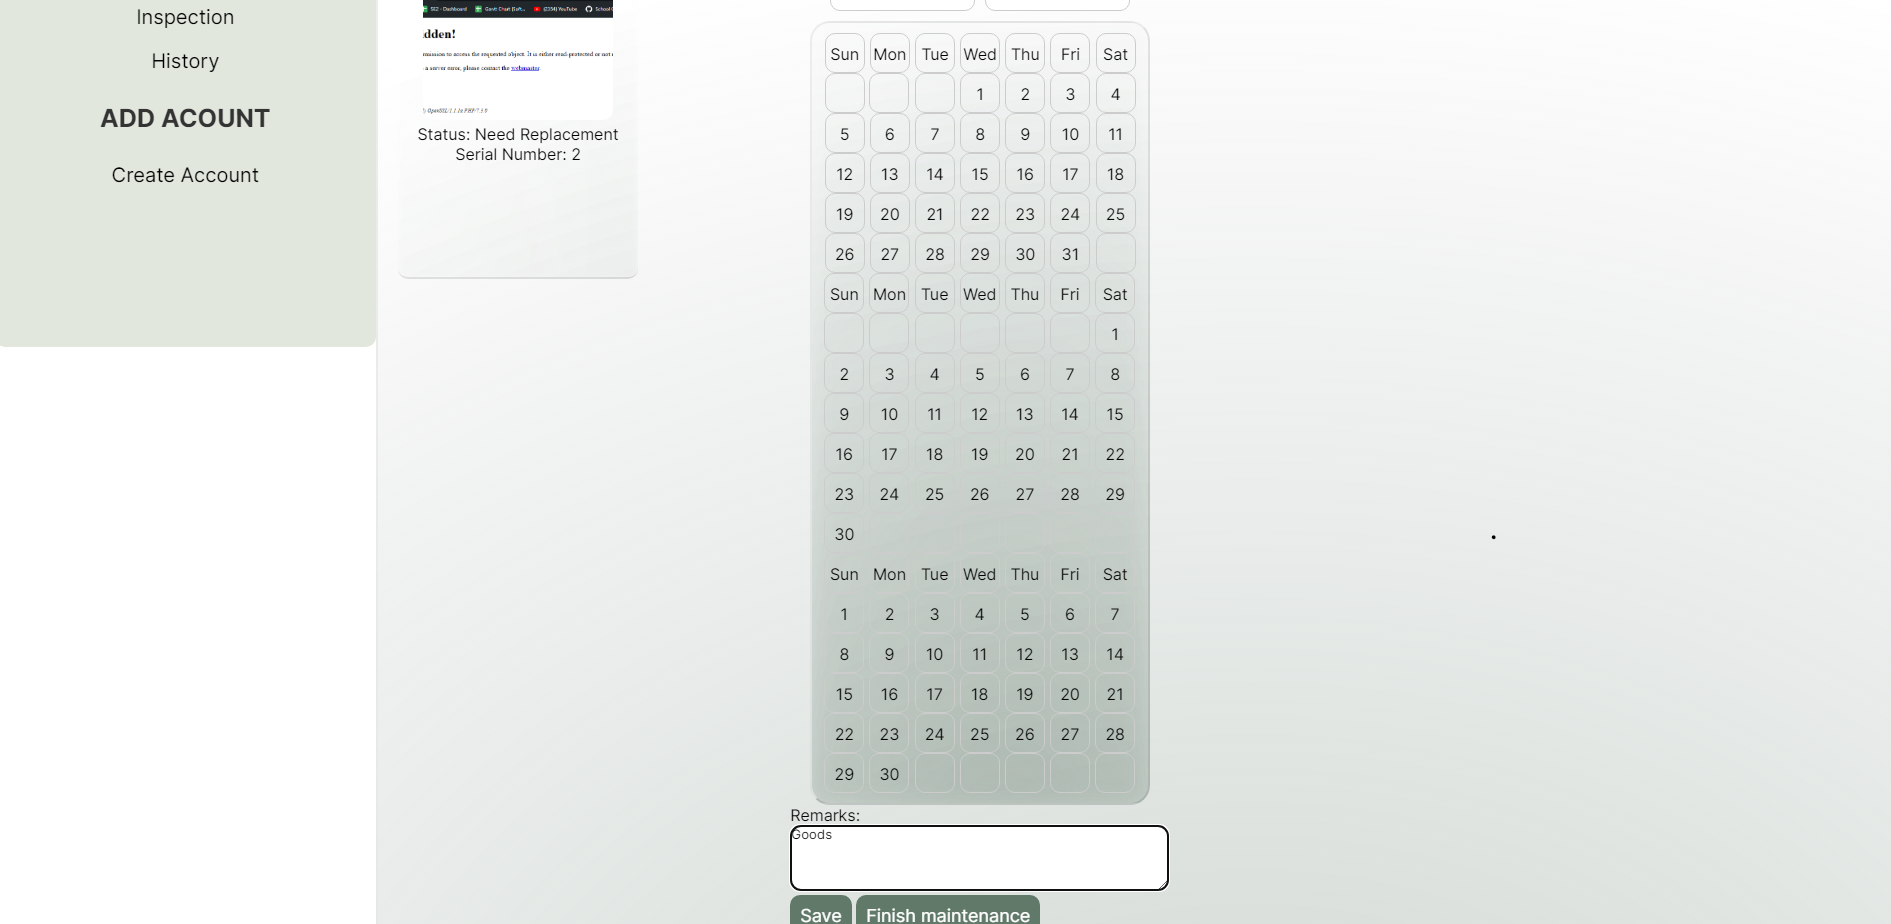 Inspection
History
ADD ACOUNT
Create Account
SE2 - Dashboard
Gantt Chart [Soft...
(2354) YouTube
School
dden!
mission to access the requested object. It is either read-protected or not
a server error, please contact the webmaster.
OpenSSL/1.1.1n PHP/7.3.0
Status: Need Replacement
Serial Number: 2
Sun Mon Tue Wed Thu Fri Sat
1 2 3 4
5 6 7 8 9 10 11
12 13 14 15 16 17 18
19 20 21 22 23 24 25
26 27 28 29 30 31
Sun Mon Tue Wed Thu Fri Sat
1
2 3 4 5 6 7 8
9 10 11 12 13 14 15
16 17 18 19 20 21 22
23 24 25 26 27 28 29
30
Sun Mon Tue Wed Thu Fri Sat
1 2 3 4 5 6 7
8 9 10 11 12 13 14
15 16 17 18 19 20 21
22 23 24 25 26 27 28
29 30
Remarks:
Goods
Save
Finish maintenance